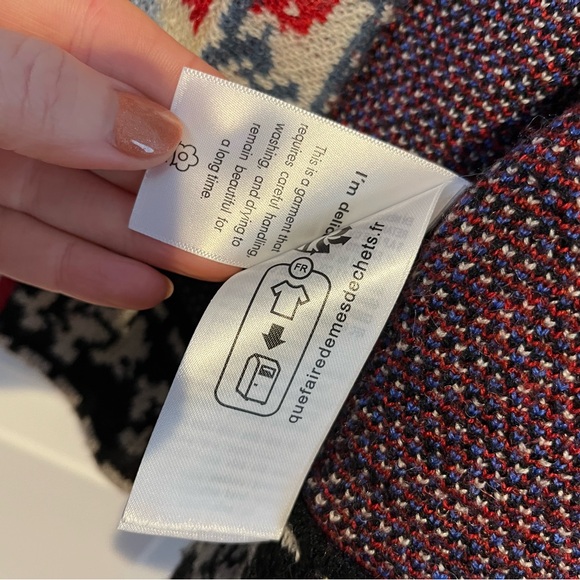 I'm
This is a garment that
requires careful handling,
washing, and drying to
remain beautiful for
a long time.
FR
quefairedemesdechets.fr